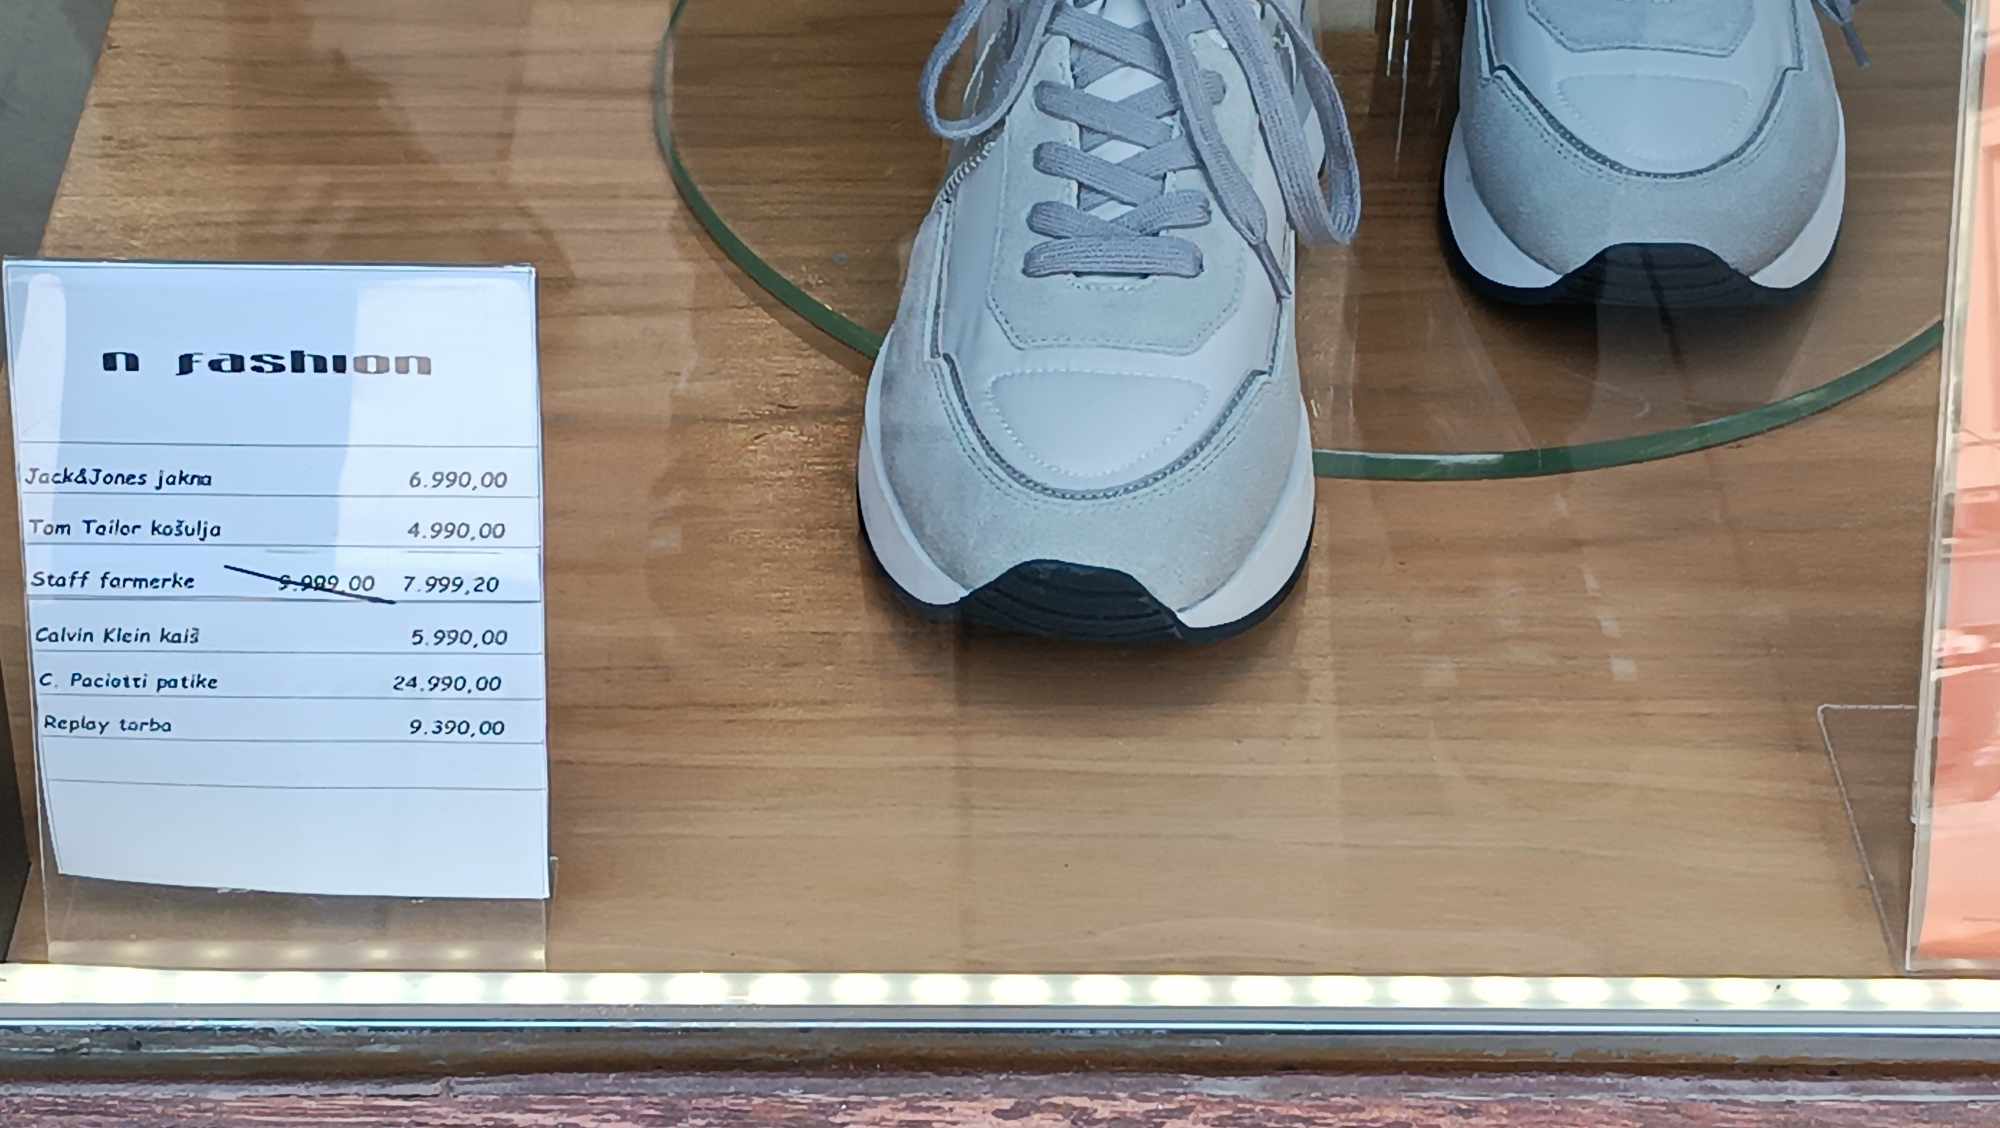 n fashion
Jack&Jones jakna 6.990,00
Tom Tailor košulja 4.990,00
Staff farmerke 9.999,00 7.999,20
Calvin Klein kaiš 5.990,00
C. Paciotti patike 24.990,00
Replay torba 9.390,00